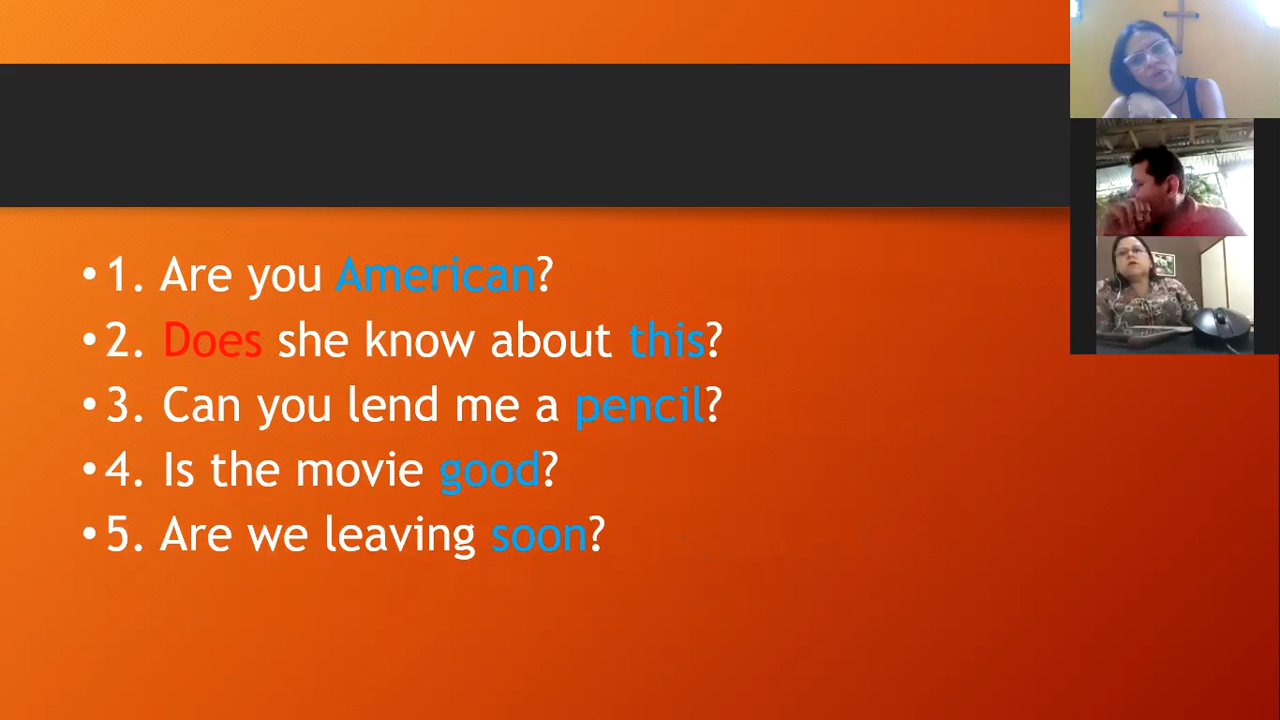 • 1. Are you American?
• 2. Does she know about this?
• 3. Can you lend me a pencil?
• 4. Is the movie good?
• 5. Are we leaving soon?